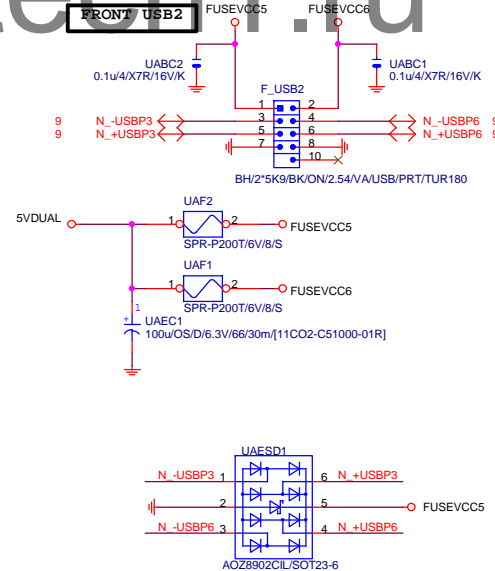 FRONT USB2
FUSEVCC5
FUSEVCC6
UABC2
0.1u/4/X7R/16V/K
UABC1
0.1u/4/X7R/16V/K
F_USB2
1 2
9 N_-USBP3 3 4 N_-USBP6 9
9 N_+USBP3 5 6 N_+USBP6 9
7 8
10
BH/2*5K9/BK/ON/2.54/VA/USB/PRT/TUR180
5VDUAL
UAF2
1 2 FUSEVCC5
SPR-P200T/6V/8/S
UAF1
1 2 FUSEVCC6
SPR-P200T/6V/8/S
+ 1
UAEC1
100u/OS/D/6.3V/66/30m/[11CO2-C51000-01R]
UAESD1
N_-USBP3 1 6 N_+USBP3
2 5 FUSEVCC5
N_-USBP6 3 4 N_+USBP6
AOZ8902CIL/SOT23-6